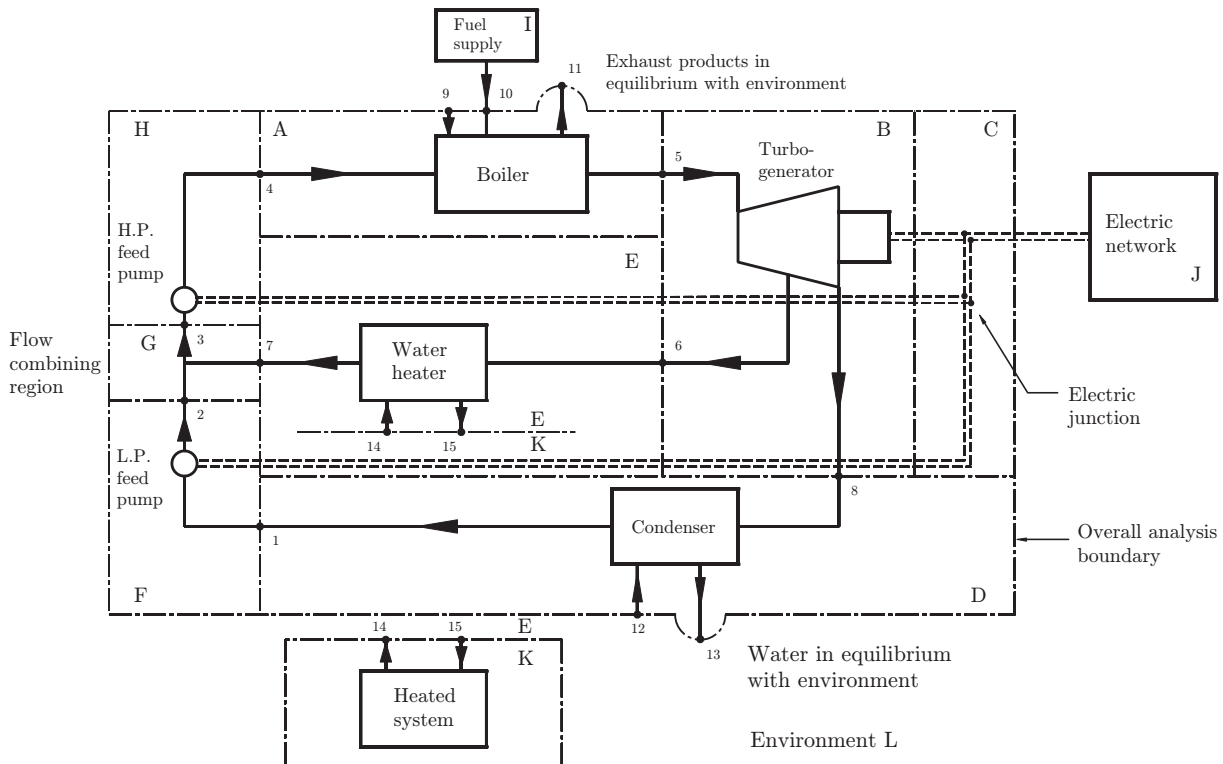 Fuel
supply
I
Exhaust products in
equilibrium with environment
11
9
10
H
A
B
C
Turbo-
generator
4
Boiler
5
Electric
network
J
H.P.
feed
pump
E
Flow
combining
region
G
3
7
Water
heater
6
Electric
junction
2
14
15
E
K
L.P.
feed
pump
8
1
Condenser
Overall analysis
boundary
F
D
12
13
14
15
E
K
Water in equilibrium
with environment
Heated
system
Environment L